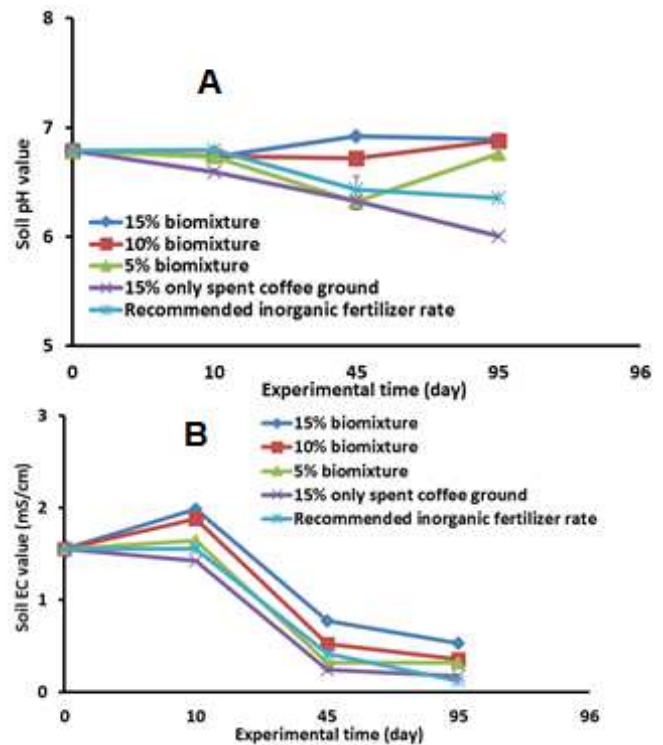 8
A
7
Soil pH value
6
15% biomixture
10% biomixture
5% biomixture
15% only spent coffee ground
Recommended inorganic fertilizer rate
5
0 10 45 95 96
Experimental time (day)
3
B
15% biomixture
10% biomixture
5% biomixture
15% only spent coffee ground
Recommended inorganic fertilizer rate
2
Soil EC value (mS/cm)
1
0
0 10 45 95 96
Experimental time (day)